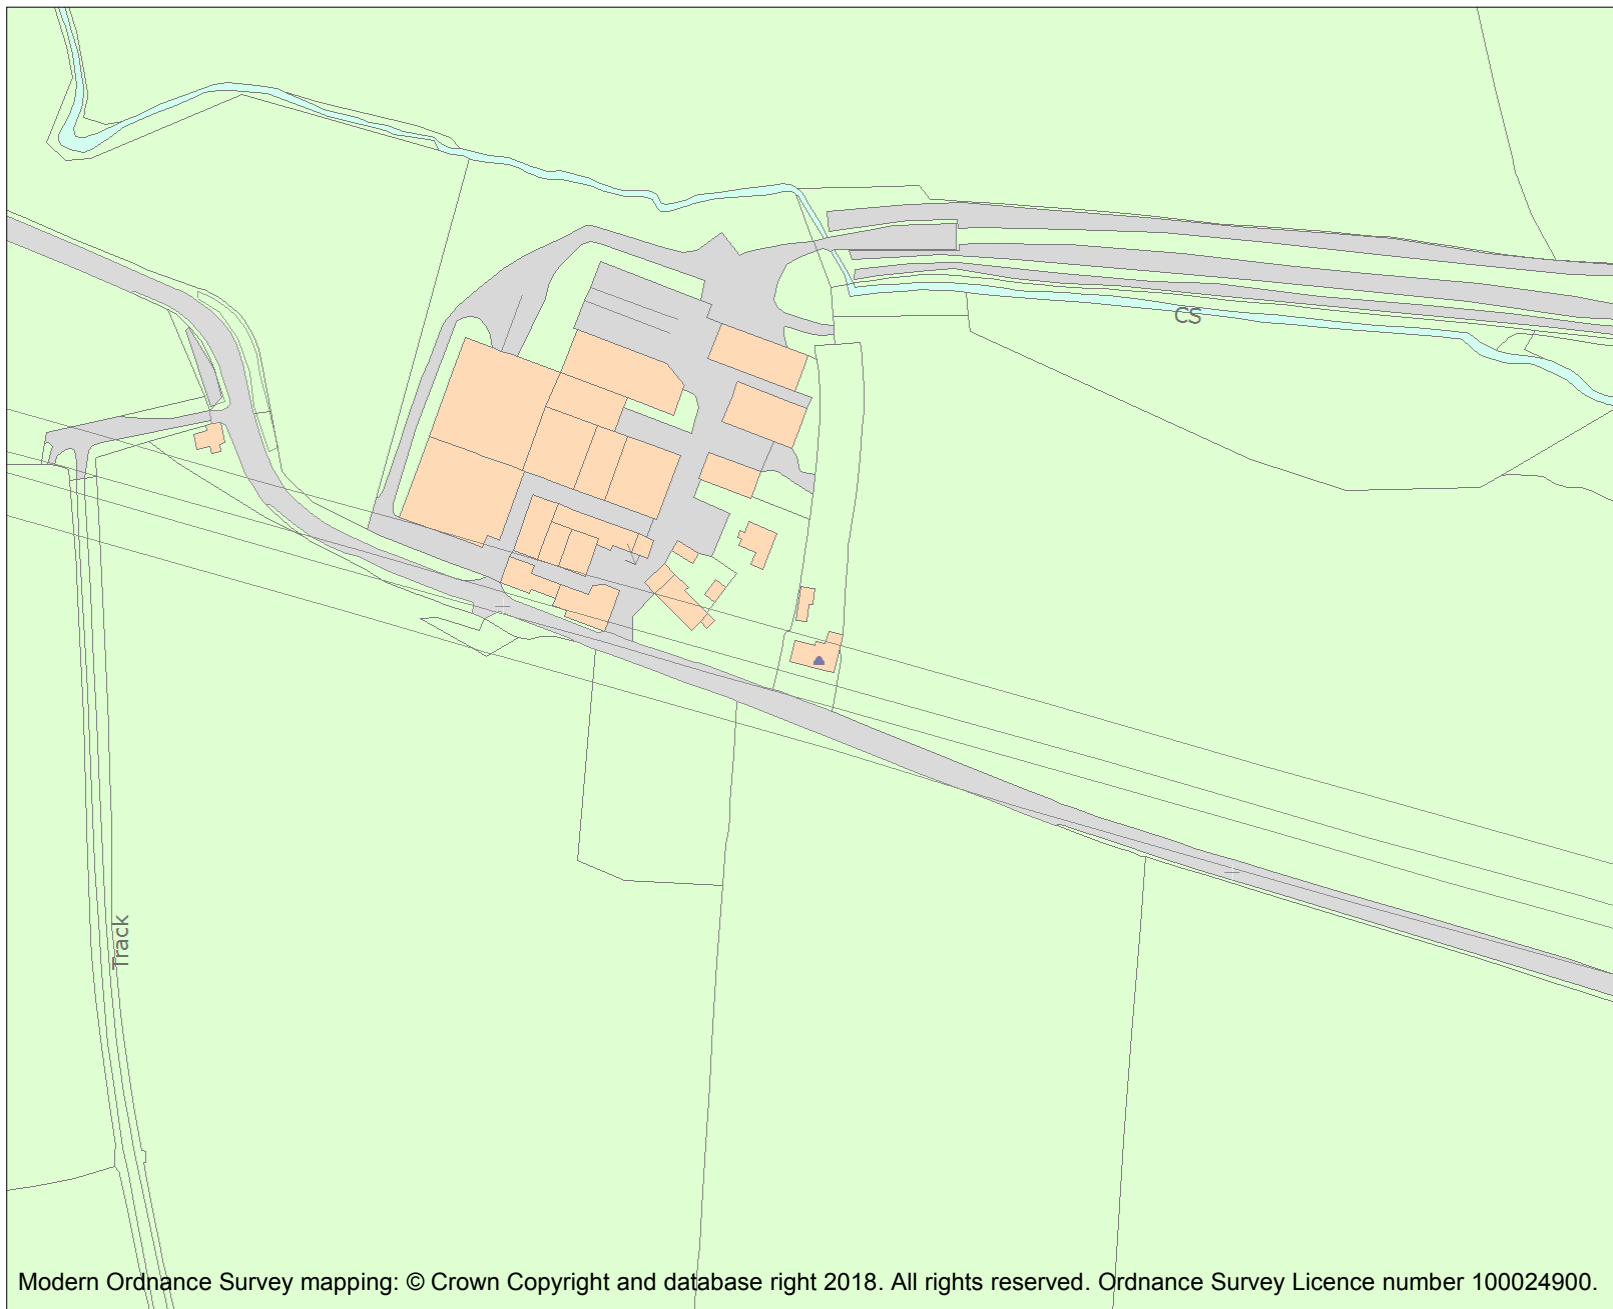 CS
Track
Modern Ordnance Survey mapping: © Crown Copyright and database right 2018. All rights reserved. Ordnance Survey Licence number 100024900.